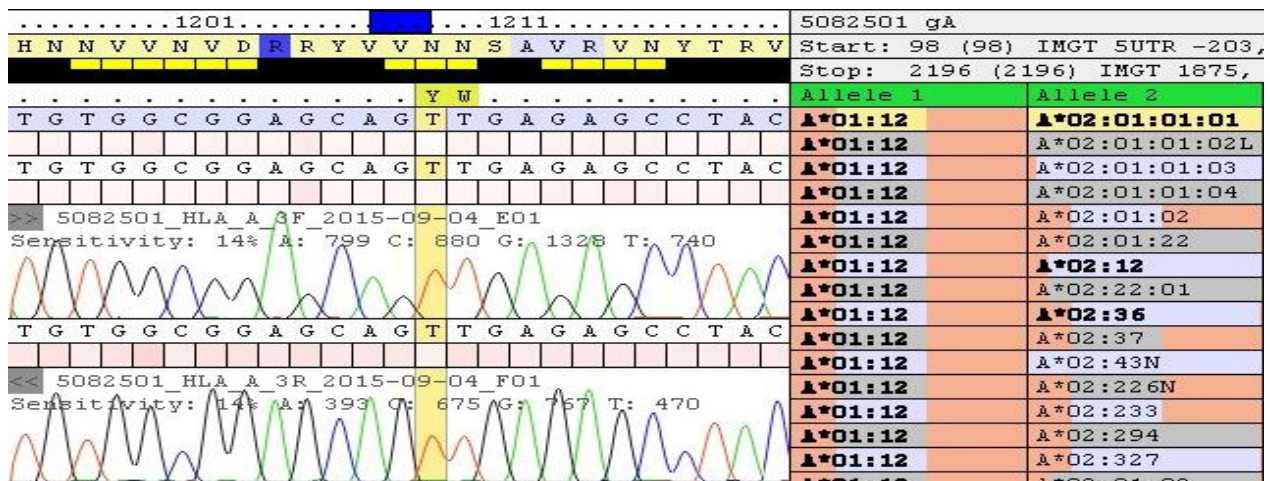 . . . . . . . . . . 1201 . . . . . . . . . . . . 1211 . . . . . . . . . . . . . . .
5082501 gA
H N N V V N V D R R Y V V N N S A V R V N Y T R V
Start: 98 (98) IMGT 5UTR -203,
Stop: 2196 (2196) IMGT 1875,
. . . . . . . . . . . . . Y W . . . . . . . . . .
Allele 1 Allele 2
T G T G G C G G A G C A G T T G A G A G C C T A C
A*01:12 A*02:01:01:01
A*01:12 A*02:01:01:02L
T G T G G C G G A G C A G T T G A G A G C C T A C
A*01:12 A*02:01:01:03
A*01:12 A*02:01:01:04
>> 5082501_HLA_A_3F_2015-09-04_E01
A*01:12 A*02:01:02
Sensitivity: 14% A: 799 C: 880 G: 1328 T: 740
A*01:12 A*02:01:22
A*01:12 A*02:12
A*01:12 A*02:22:01
A*01:12 A*02:36
T G T G G C G G A G C A G T T G A G A G C C T A C
A*01:12 A*02:37
A*01:12 A*02:43N
<< 5082501_HLA_A_3R_2015-09-04_F01
A*01:12 A*02:226N
Sensitivity: 14% A: 393 C: 675 G: 767 T: 470
A*01:12 A*02:233
A*01:12 A*02:294
A*01:12 A*02:327